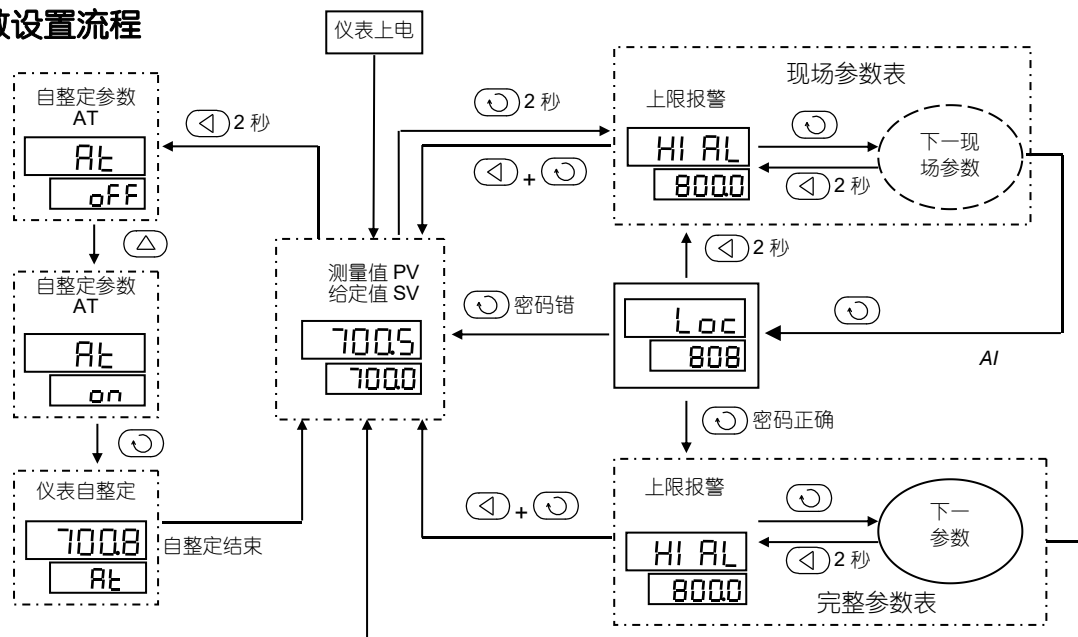 数设置流程
仪表上电
自整定参数
AT
At
oFF
2 秒
自整定参数
AT
At
on
仪表自整定
700.8
At
自整定结束
测量值 PV
给定值 SV
700.5
700.0
2 秒
+
密码错
+
现场参数表
上限报警
HI AL
800.0
2 秒
下一现
场参数
2 秒
Loc
808
AI
密码正确
上限报警
HI AL
800.0
2 秒
下一
参数
完整参数表